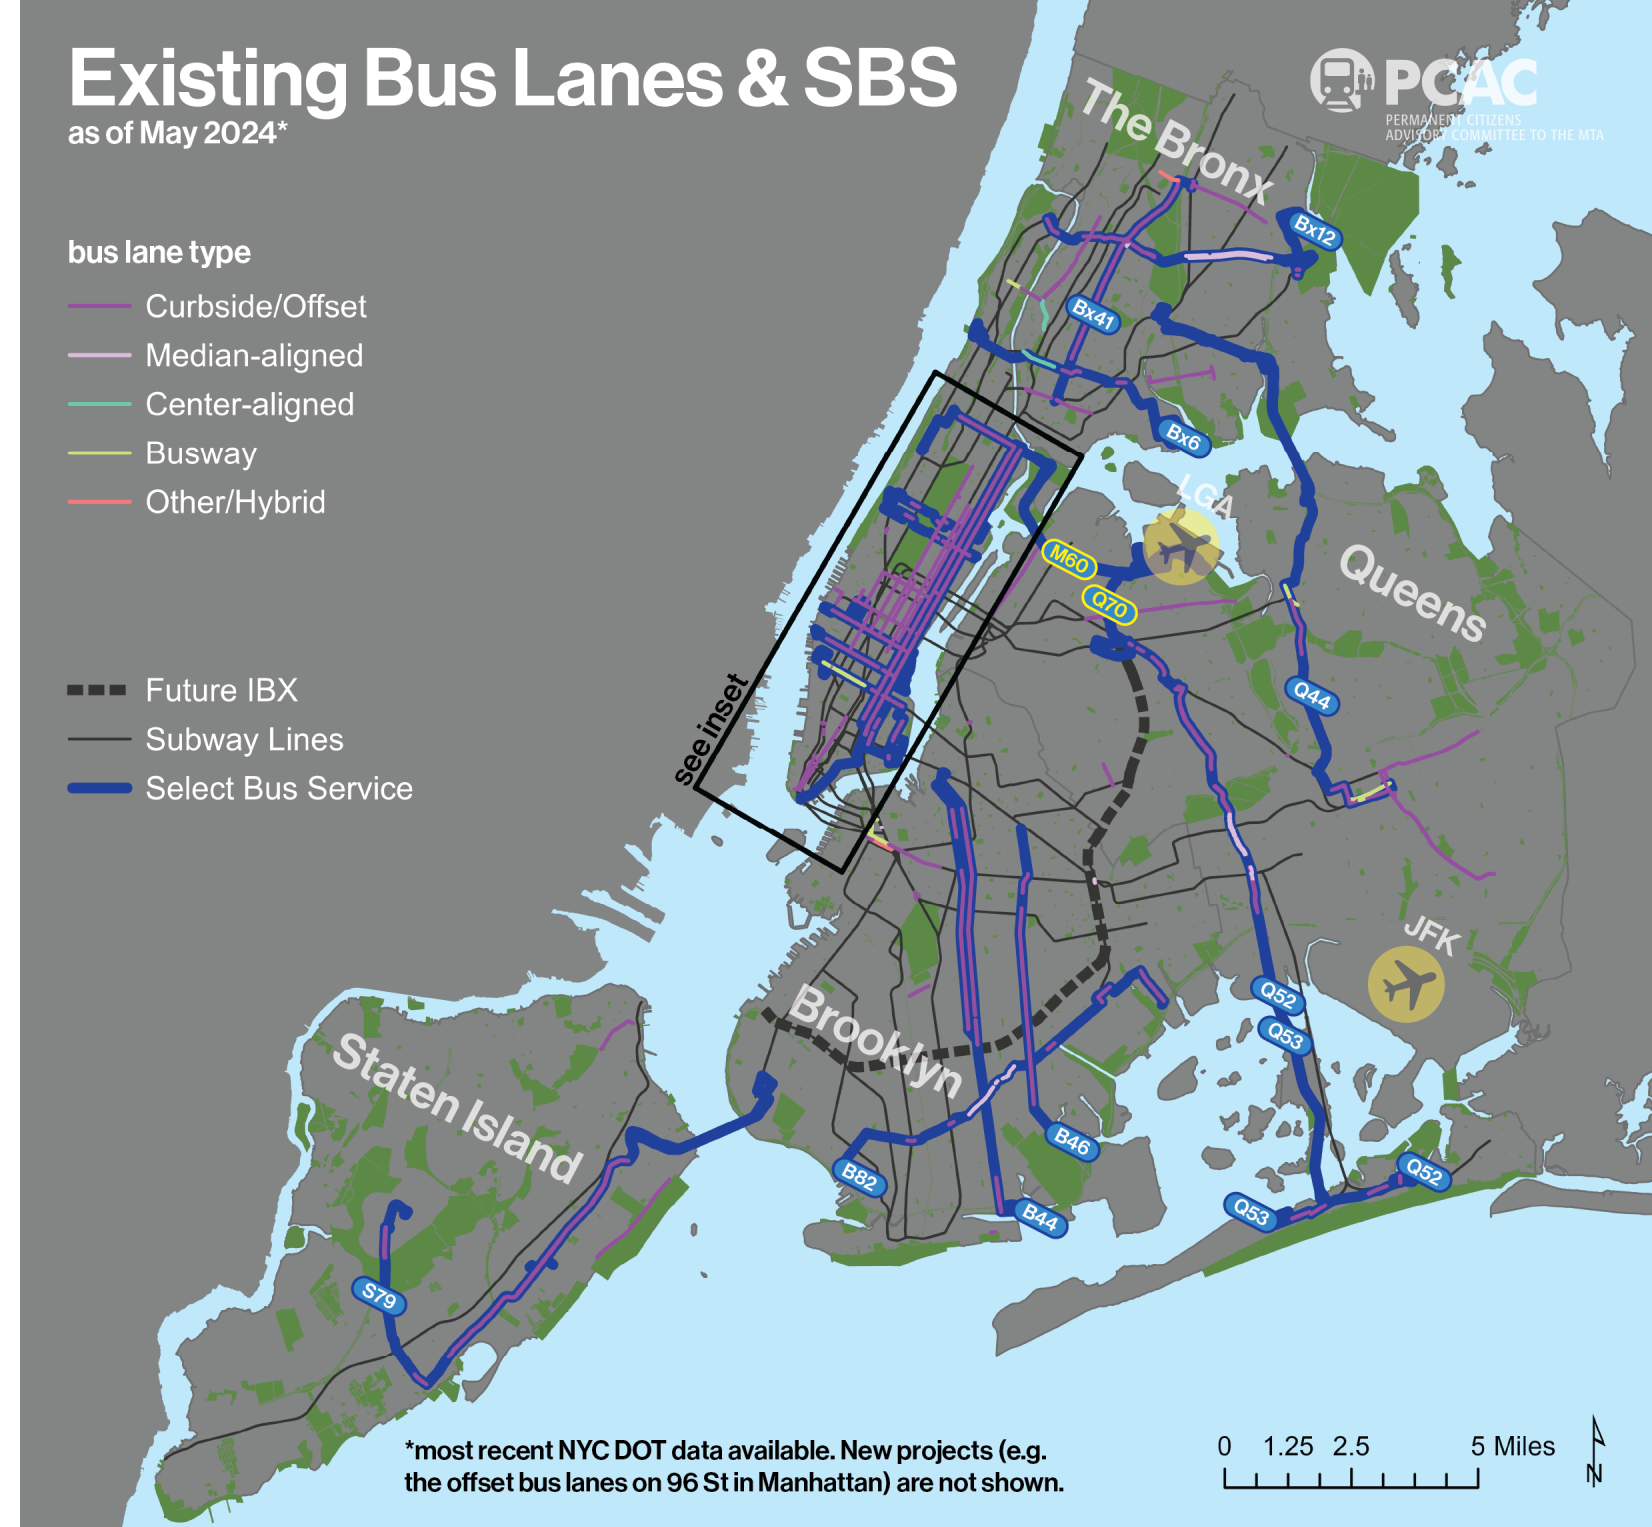 Existing Bus Lanes & SBS
as of May 2024*
PCAC
PERMANENT CITIZENS
ADVISORY COMMITTEE TO THE MTA
bus lane type
Curbside/Offset
Median-aligned
Center-aligned
Busway
Other/Hybrid
Future IBX
Subway Lines
Select Bus Service
The Bronx
Bx12
Bx41
Bx6
LGA
M60
Q70
Queens
Q44
see inset
JFK
Q52
Q53
Brooklyn
Staten Island
B46
B82
B44
Q52
Q53
S79
*most recent NYC DOT data available. New projects (e.g.
the offset bus lanes on 96 St in Manhattan) are not shown.
0 1.25 2.5 5 Miles
N